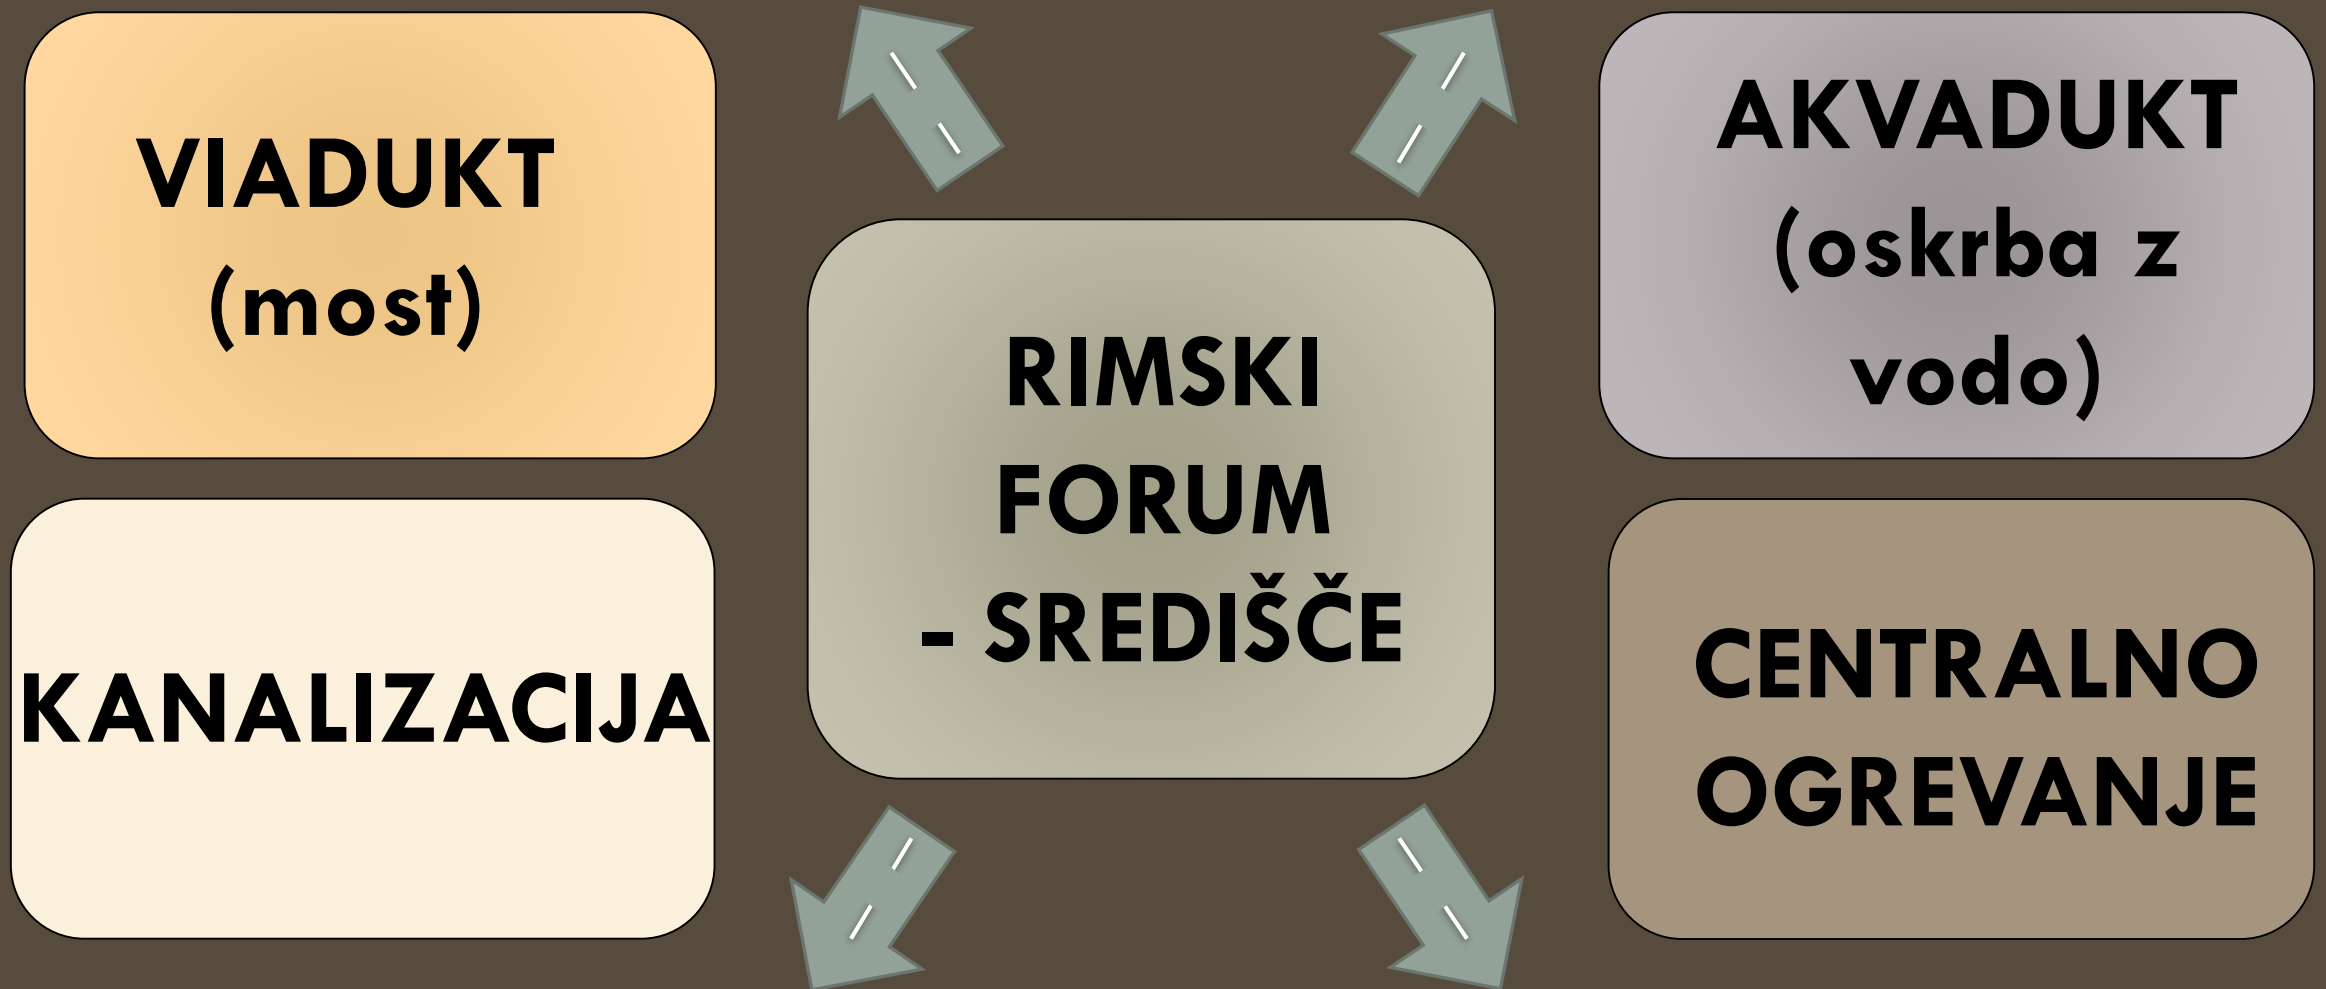 VIADUKT
(most)
AKVADUKT
(oskrba z
vodo)
RIMSKI
FORUM
- SREDIŠČE
KANALIZACIJA
CENTRALNO
OGREVANJE